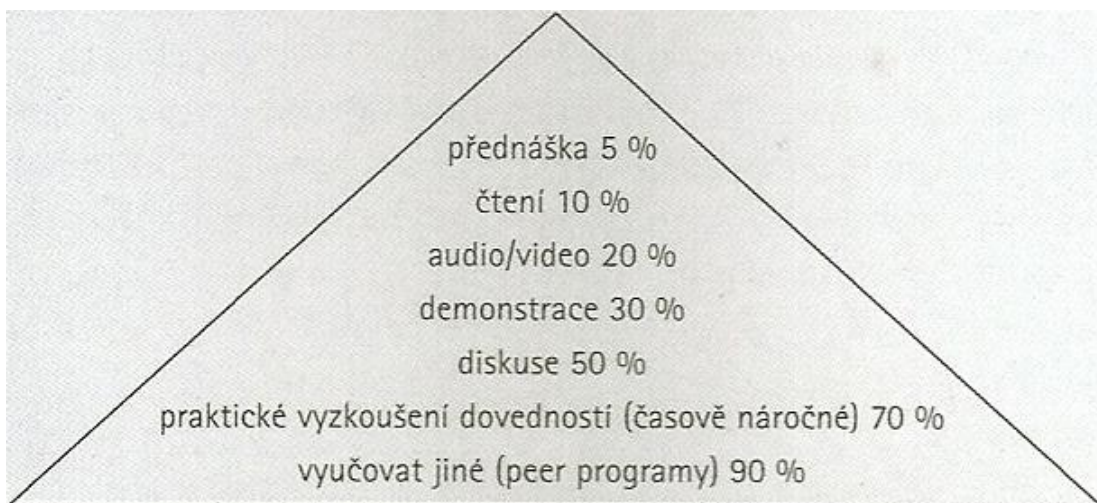 přednáška 5 %
čtení 10 %
audio/video 20 %
demonstrace 30 %
diskuse 50 %
praktické vyzkoušení dovedností (časově náročné) 70 %
vyučovat jiné (peer programy) 90 %